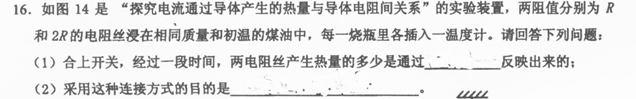 16. 如图 14 是 “探究电流通过导体产生的热量与导体电阻间关系”的实验装置，两阻值分别为 R
和 2R 的电阻丝浸在相同质量和初温的煤油中，每一烧瓶里各插入一温度计。请回答下列问题：
（1）合上开关，经过一段时间，两电阻丝产生热量的多少是通过________反映出来的；
（2）采用这种连接方式的目的是________________。